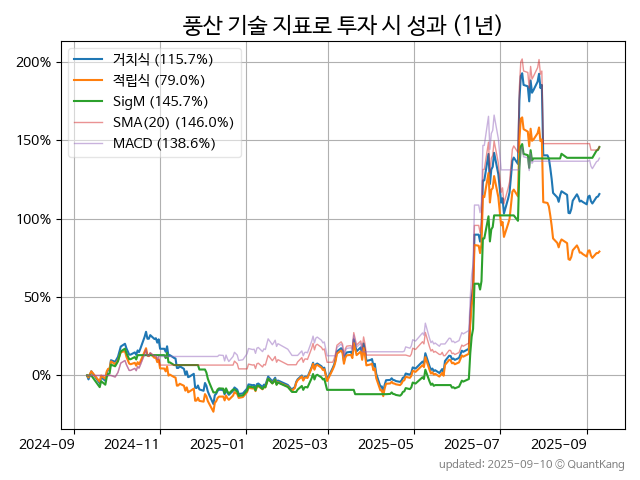 풍산 기술 지표로 투자 시 성과 (1년)
거치식 (115.7%)
적립식 (79.0%)
SigM (145.7%)
SMA(20) (146.0%)
MACD (138.6%)
200%
150%
100%
50%
0%
2024-09 2024-11 2025-01 2025-03 2025-05 2025-07 2025-09
updated: 2025-09-10 © QuantKang